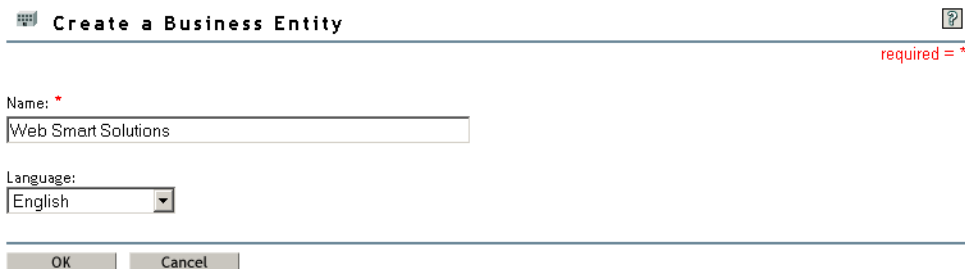 Create a Business Entity
?
required = *
Name: *
Web Smart Solutions
Language:
English
OK Cancel